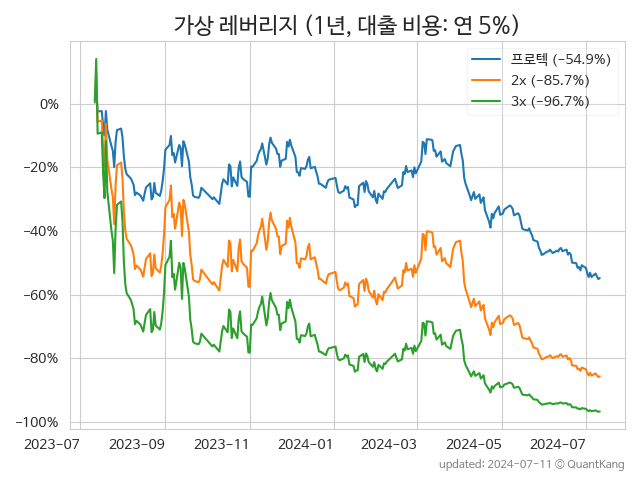 가상 레버리지 (1년, 대출 비용: 연 5%)
프로텍 (-54.9%)
2x (-85.7%)
3x (-96.7%)
0%
-20%
-40%
-60%
-80%
-100%
2023-07 2023-09 2023-11 2024-01 2024-03 2024-05 2024-07
updated: 2024-07-11 © QuantKang